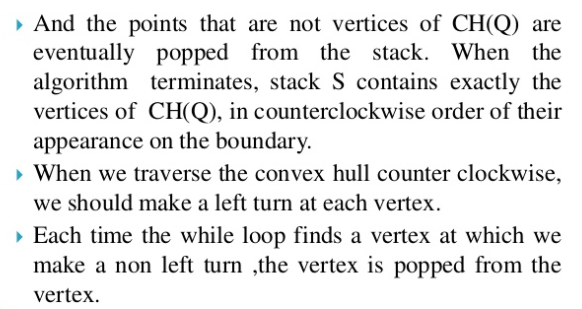 And the points that are not vertices of CH(Q) are
eventually popped from the stack. When the
algorithm terminates, stack S contains exactly the
vertices of CH(Q), in counterclockwise order of their
appearance on the boundary.
When we traverse the convex hull counter clockwise,
we should make a left turn at each vertex.
Each time the while loop finds a vertex at which we
make a non left turn ,the vertex is popped from the
vertex.